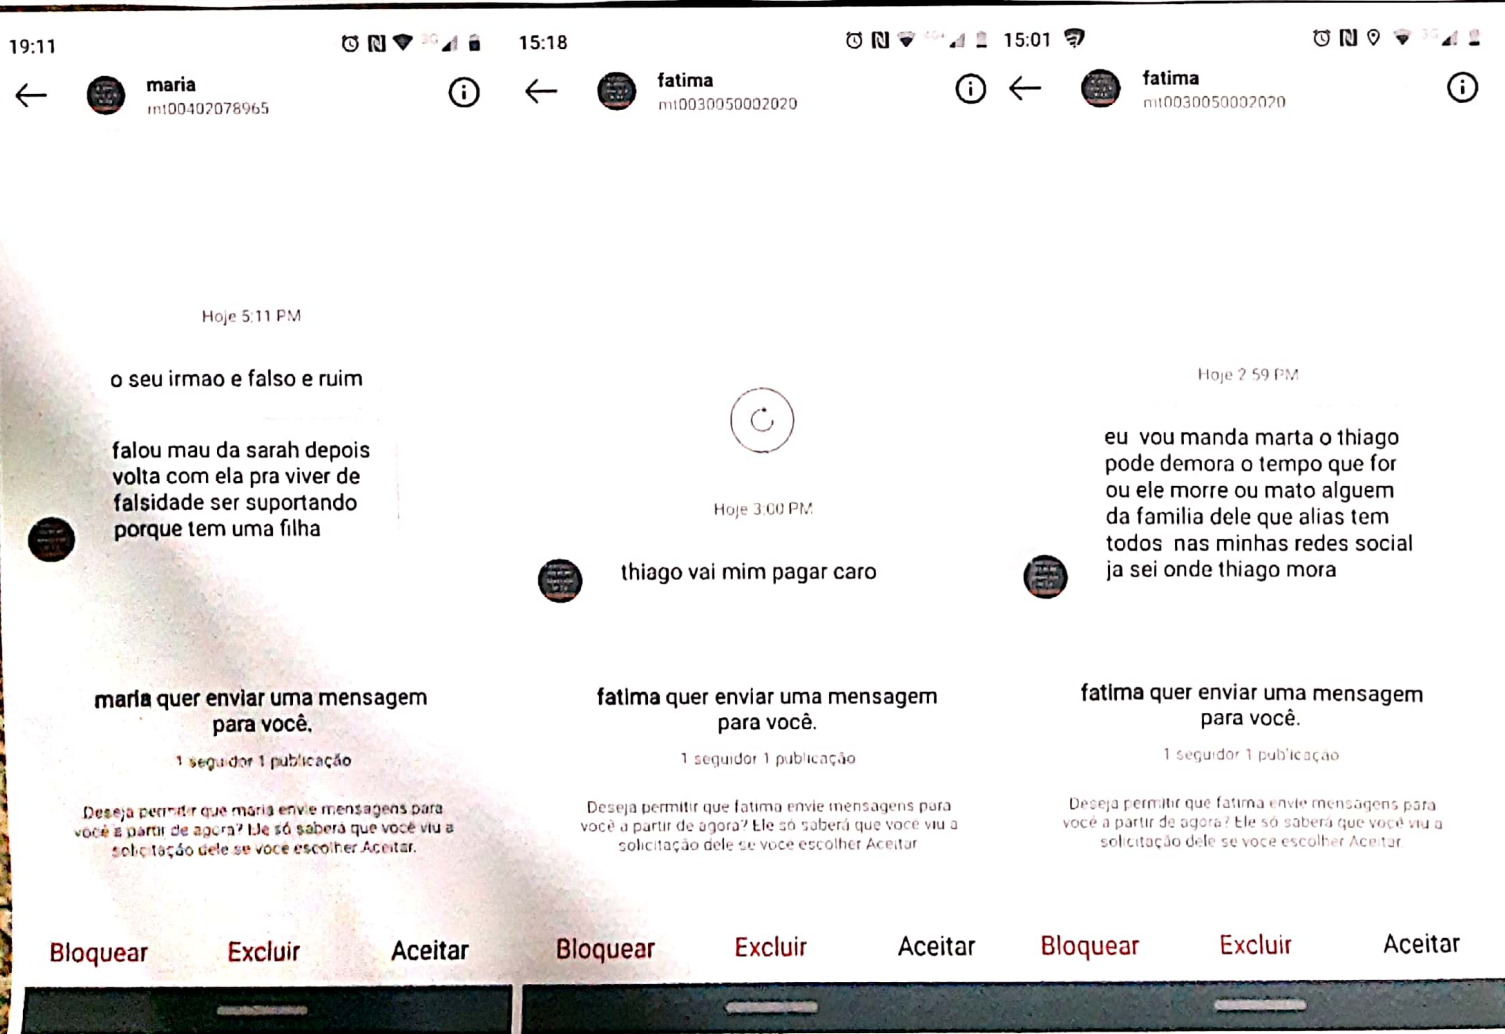 19:11
3G
maria
mt00402078965
Hoje 5:11 PM
o seu irmao e falso e ruim
falou mau da sarah depois
volta com ela pra viver de
falsidade ser suportando
porque tem uma filha
maria quer enviar uma mensagem
para você.
1 seguidor 1 publicação
Deseja permitir que maria envie mensagens para
você a partir de agora? Ele só saberá que você viu a
solicitação dele se você escolher Aceitar.
Bloquear Excluir Aceitar
15:18
4G+
fatima
mt0030050002020
Hoje 3:00 PM
thiago vai mim pagar caro
fatima quer enviar uma mensagem
para você.
1 seguidor 1 publicação
Deseja permitir que fatima envie mensagens para
você a partir de agora? Ele só saberá que você viu a
solicitação dele se você escolher Aceitar
Bloquear Excluir Aceitar
15:01
3G
fatima
mt0030050002020
Hoje 2:59 PM
eu vou manda marta o thiago
pode demora o tempo que for
ou ele morre ou mato alguem
da familia dele que alias tem
todos nas minhas redes social
ja sei onde thiago mora
fatima quer enviar uma mensagem
para você.
1 seguidor 1 publicação
Deseja permitir que fatima envie mensagens para
você a partir de agora? Ele só saberá que você viu a
solicitação dele se você escolher Aceitar.
Bloquear Excluir Aceitar